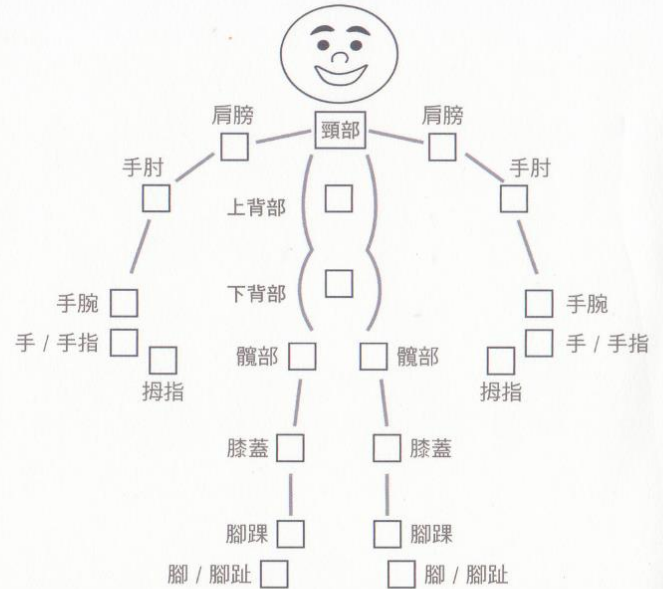 肩膀 頸部 肩膀
手肘 手肘
上背部
下背部
手腕 手腕
手 / 手指 手 / 手指
髖部 髖部
拇指 拇指
膝蓋 膝蓋
腳踝 腳踝
腳 / 腳趾 腳 / 腳趾